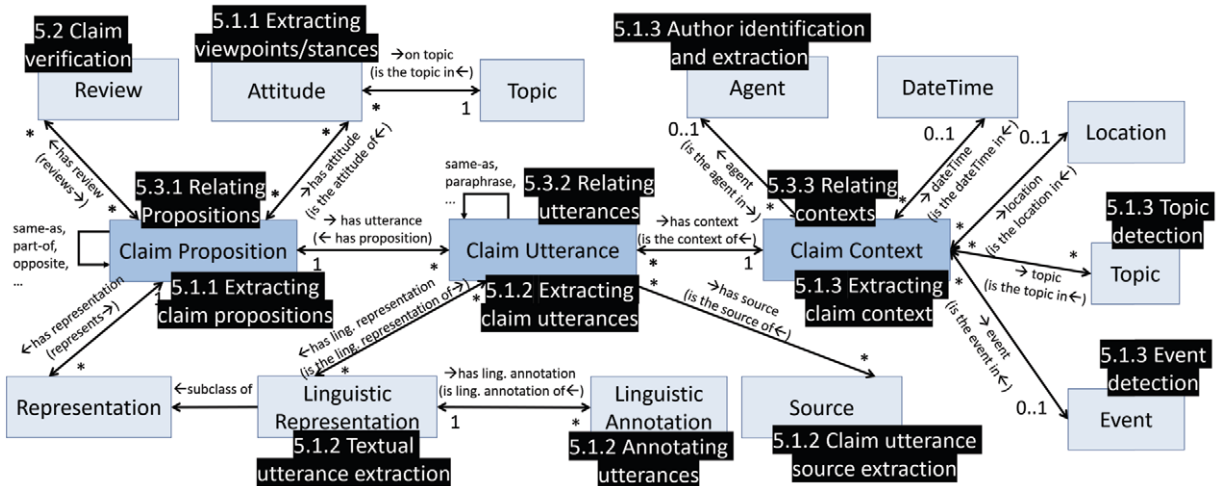 5.2 Claim
verification
Review
5.1.1 Extracting
viewpoints/stances
Attitude
→on topic
(is the topic in←)
*
1
Topic
5.1.3 Author identification
and extraction
Agent
0..1
DateTime
0..1
Location
0..1
*
←has review
(reviews→)
*
*
→has attitude
(is the attitude of←)
*
← agent
(is the agent in→)
*
→ dateTime
(is the dateTime in←)
*
→location
(is the location in←)
*
5.3.1 Relating
Propositions
same-as,
part-of,
opposite,
...
Claim Proposition
1
5.1.1 Extracting
claim propositions
→ has utterance
(← has proposition)
1
*
same-as,
paraphrase,
...
5.3.2 Relating
utterances
Claim Utterance
5.1.2 Extracting
claim utterances
→has context
(is the context of←)
*
1
5.3.3 Relating
contexts
Claim Context
5.1.3 Extracting
claim context
5.1.3 Topic
detection
Topic
*
→ topic
(is the topic in←)
*
←has representation
(represents→)
*
←has ling. representation
(is the ling. representation of→)
*
*
→has source
(is the source of←)
*
*
→ event
(is the event in←)
*
0..1
5.1.3 Event
detection
Event
Representation
←subclass of
Linguistic
Representation
5.1.2 Textual
utterance extraction
→has ling. annotation
(is ling. annotation of←)
1
*
Linguistic
Annotation
5.1.2 Annotating
utterances
Source
5.1.2 Claim utterance
source extraction